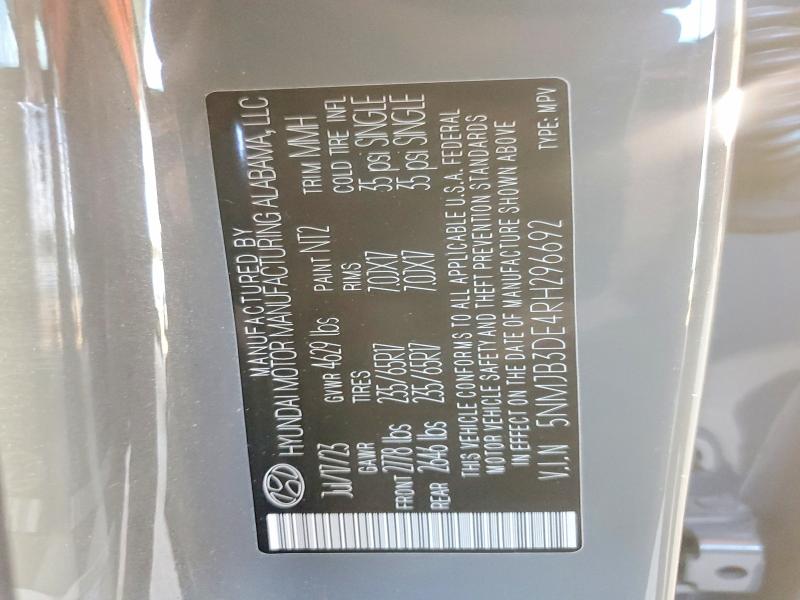 MANUFACTURED BY
HYUNDAI MOTOR MANUFACTURING ALABAMA, LLC
JUL/17/23 GVWR 4629 lbs PAINT NT2 TRIM MMH
GAWR TIRES RIMS COLD TIRE INFL
FRONT 2778 lbs 235/65R17 7.0JX17 35 psi SINGLE
REAR 2646 lbs 235/65R17 7.0JX17 35 psi SINGLE
THIS VEHICLE CONFORMS TO ALL APPLICABLE U.S.A. FEDERAL
MOTOR VEHICLE SAFETY AND THEFT PREVENTION STANDARDS
IN EFFECT ON THE DATE OF MANUFACTURE SHOWN ABOVE
V.I.N 5NMJB3DE4RH296692 TYPE: MPV